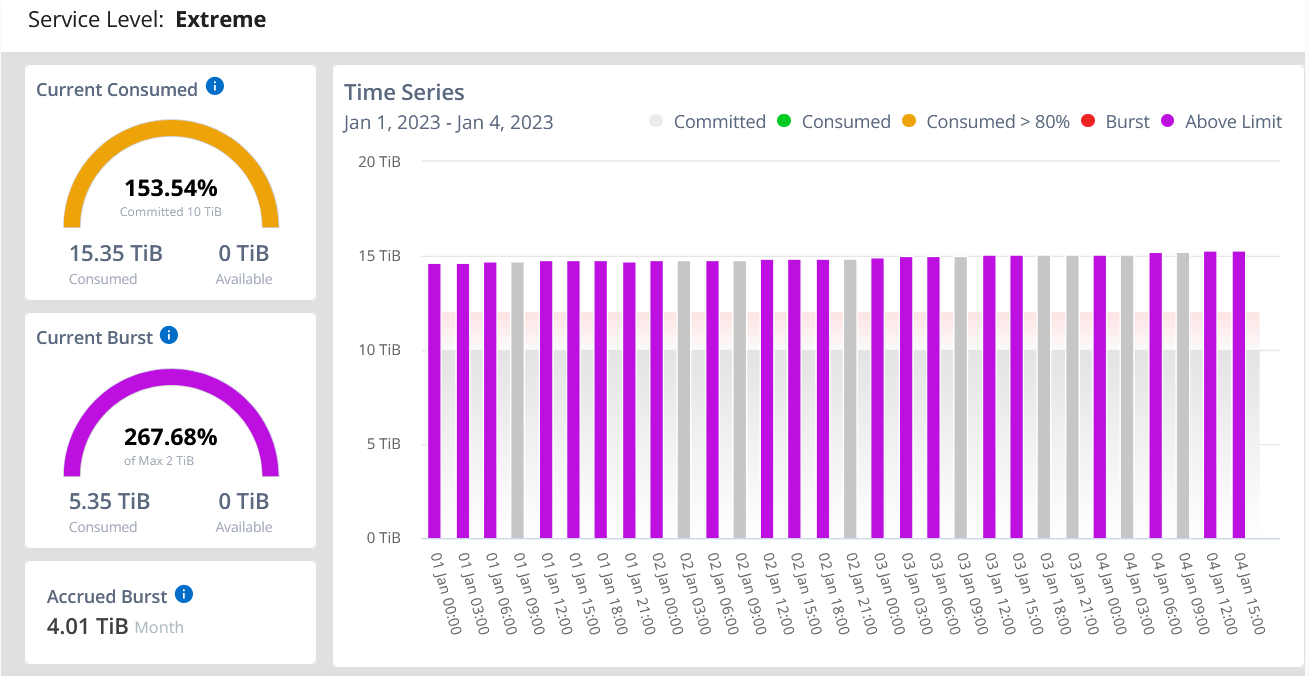 Service Level: Extreme
Current Consumed
153.54%
Committed 10 TiB
15.35 TiB 0 TiB
Consumed Available
Current Burst
267.68%
of Max 2 TiB
5.35 TiB 0 TiB
Consumed Available
Accrued Burst
4.01 TiB Month
Time Series
Jan 1, 2023 - Jan 4, 2023
Committed Consumed Consumed > 80% Burst Above Limit
20 TiB
15 TiB
10 TiB
5 TiB
0 TiB
01 Jan 00:00
01 Jan 03:00
01 Jan 06:00
01 Jan 09:00
01 Jan 12:00
01 Jan 15:00
01 Jan 18:00
01 Jan 21:00
02 Jan 00:00
02 Jan 03:00
02 Jan 06:00
02 Jan 09:00
02 Jan 12:00
02 Jan 15:00
02 Jan 18:00
02 Jan 21:00
03 Jan 00:00
03 Jan 03:00
03 Jan 06:00
03 Jan 09:00
03 Jan 12:00
03 Jan 15:00
03 Jan 18:00
03 Jan 21:00
04 Jan 00:00
04 Jan 03:00
04 Jan 06:00
04 Jan 09:00
04 Jan 12:00
04 Jan 15:00